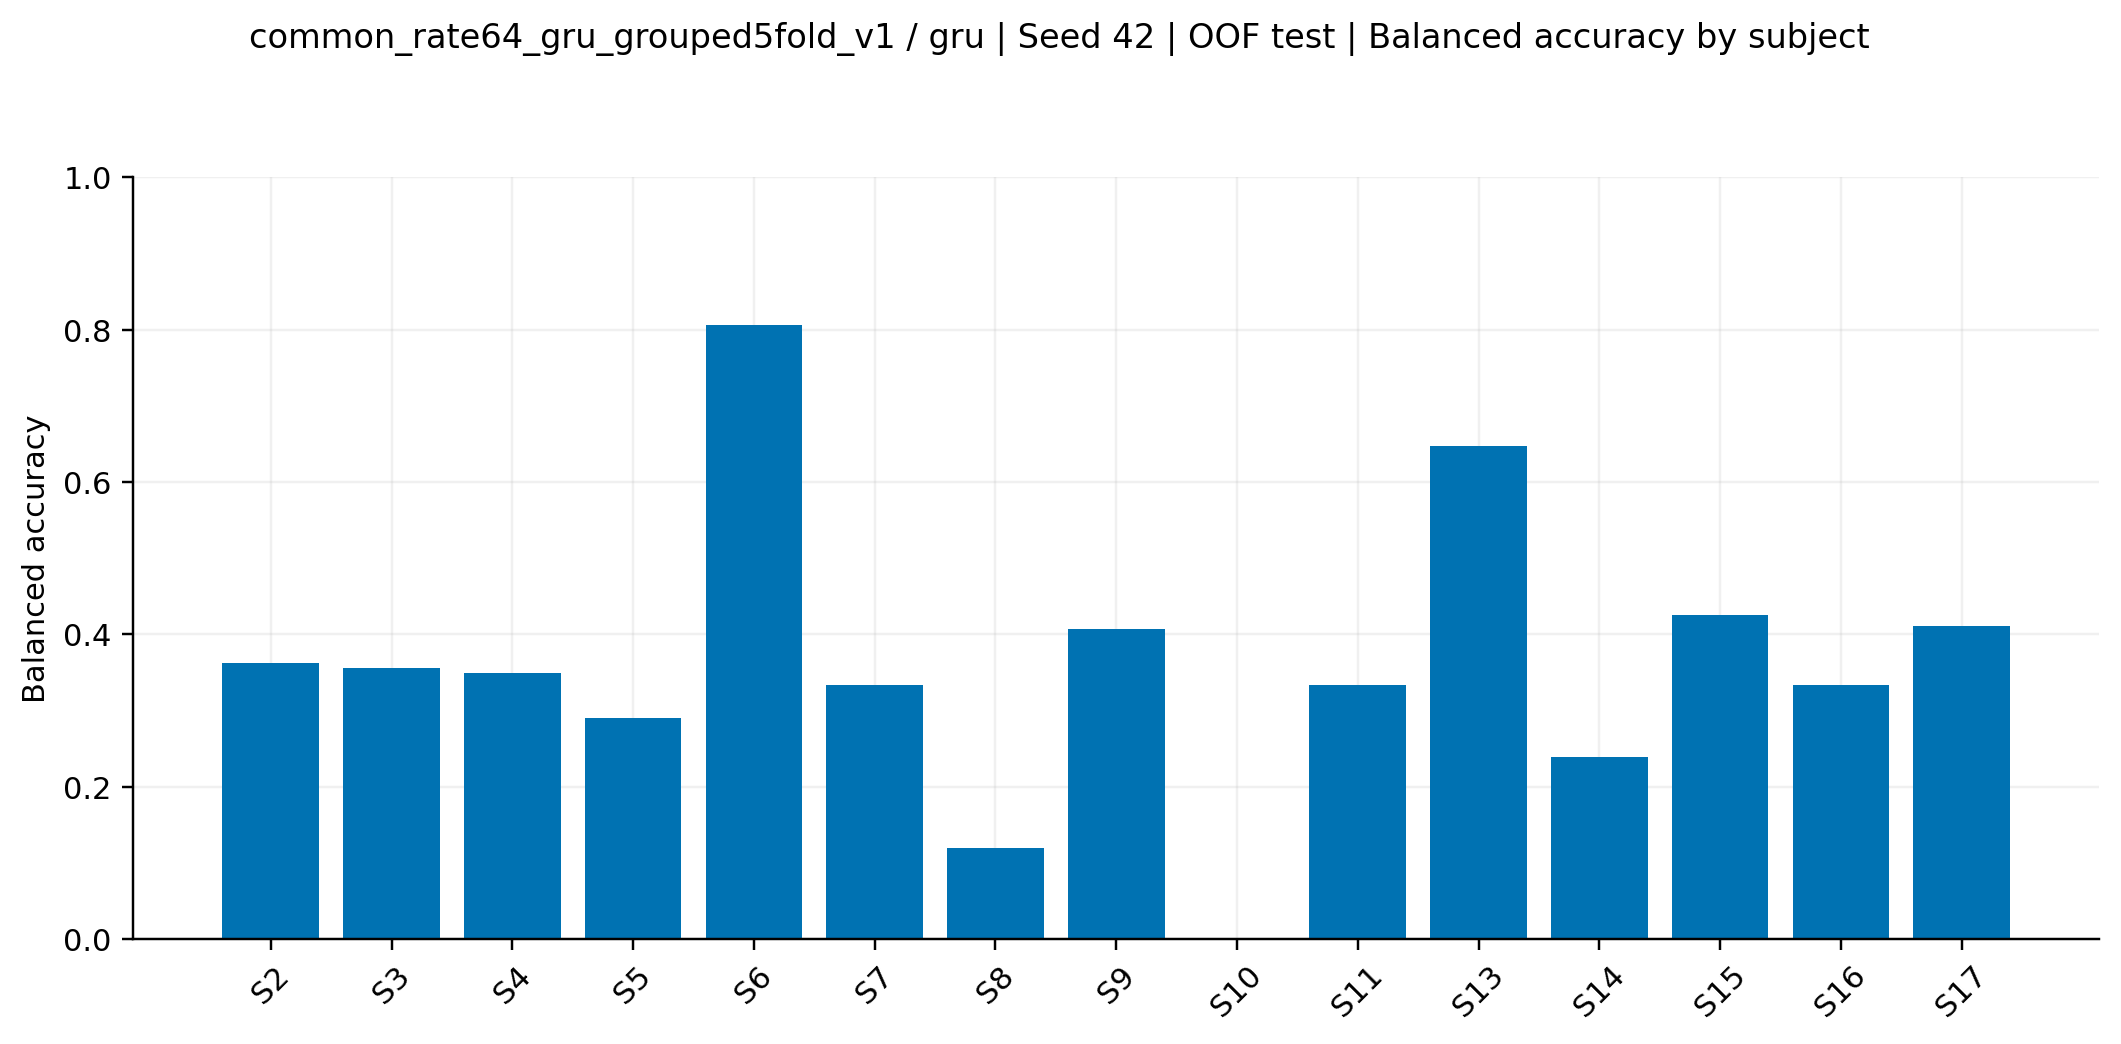 common_rate64_gru_grouped5fold_v1 / gru | Seed 42 | OOF test | Balanced accuracy by subject
1.0
0.8
0.6
0.4
0.2
0.0
Balanced accuracy
S2
S3
S4
S5
S6
S7
S8
S9
S10
S11
S13
S14
S15
S16
S17